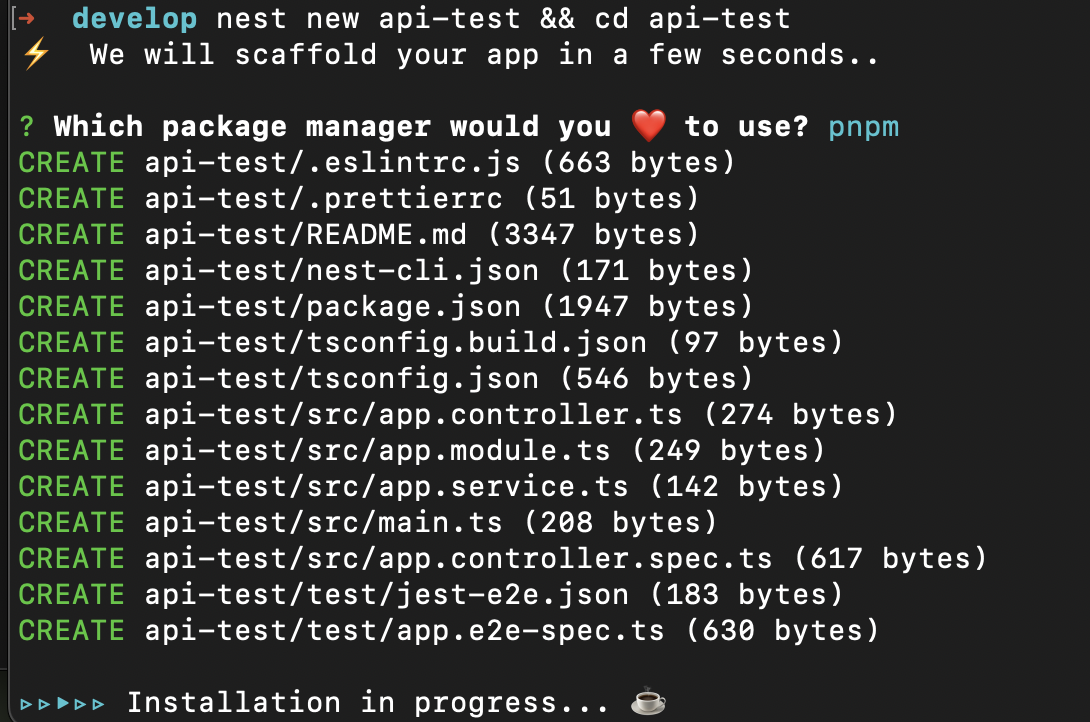 [➜  develop nest new api-test && cd api-test
⚡  We will scaffold your app in a few seconds..
? Which package manager would you ❤️ to use? pnpm
CREATE api-test/.eslintrc.js (663 bytes)
CREATE api-test/.prettierrc (51 bytes)
CREATE api-test/README.md (3347 bytes)
CREATE api-test/nest-cli.json (171 bytes)
CREATE api-test/package.json (1947 bytes)
CREATE api-test/tsconfig.build.json (97 bytes)
CREATE api-test/tsconfig.json (546 bytes)
CREATE api-test/src/app.controller.ts (274 bytes)
CREATE api-test/src/app.module.ts (249 bytes)
CREATE api-test/src/app.service.ts (142 bytes)
CREATE api-test/src/main.ts (208 bytes)
CREATE api-test/src/app.controller.spec.ts (617 bytes)
CREATE api-test/test/jest-e2e.json (183 bytes)
CREATE api-test/test/app.e2e-spec.ts (630 bytes)
▹▹▸▹▹ Installation in progress... ☕